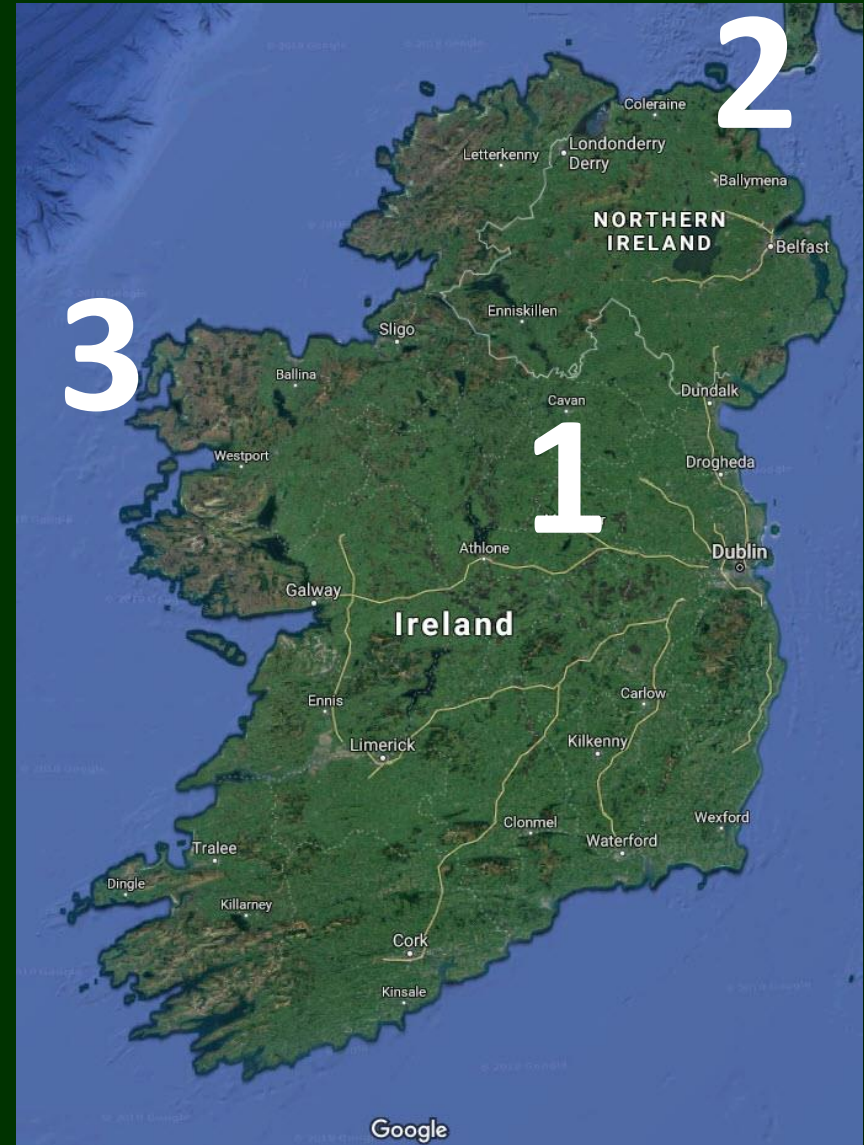 2
Coleraine
Londonderry
Derry
Letterkenny
Ballymena
NORTHERN
IRELAND
Belfast
3
Enniskillen
Sligo
Ballina
Dundalk
Cavan
1
Westport
Drogheda
Athlone
Dublin
Galway
Ireland
Carlow
Ennis
Limerick
Kilkenny
Clonmel
Wexford
Waterford
Tralee
Dingle
Killarney
Cork
Kinsale
Google